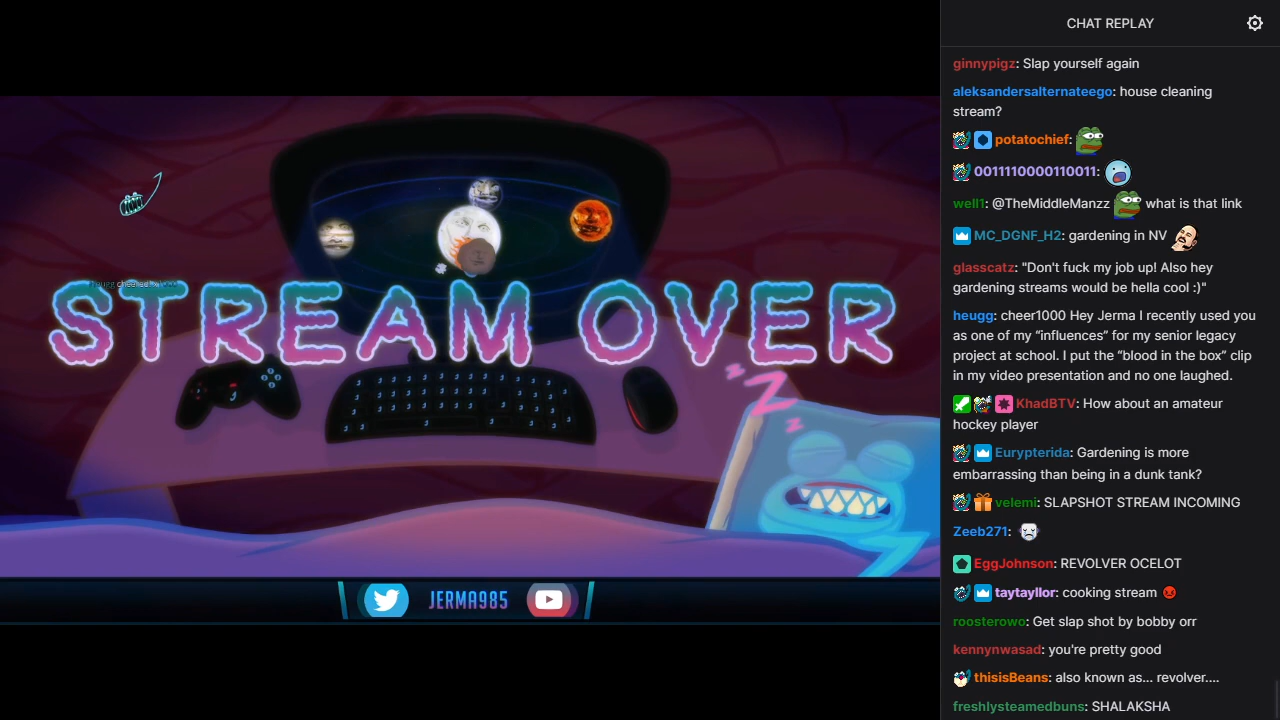 CHAT REPLAY
ginnypigz: Slap yourself again
aleksandersalternateego: house cleaning
stream?
potatochief:
0011110000110011:
well1: @TheMiddleManzz what is that link
MC_DGNF_H2: gardening in NV
glasscatz: "Don't fuck my job up! Also hey
gardening streams would be hella cool :)"
heugg: cheer1000 Hey Jerma I recently used you
as one of my “influences” for my senior legacy
project at school. I put the “blood in the box” clip
in my video presentation and no one laughed.
KhadBTV: How about an amateur
hockey player
Eurypterida: Gardening is more
embarrassing than being in a dunk tank?
velemi: SLAPSHOT STREAM INCOMING
Zeeb271:
EggJohnson: REVOLVER OCELOT
taytayllor: cooking stream
roosterowo: Get slap shot by bobby orr
kennynwasad: you're pretty good
thisisBeans: also known as... revolver....
freshlysteamedbuns: SHALAKSHA
STREAM OVER
z
Z
z
JERMA985